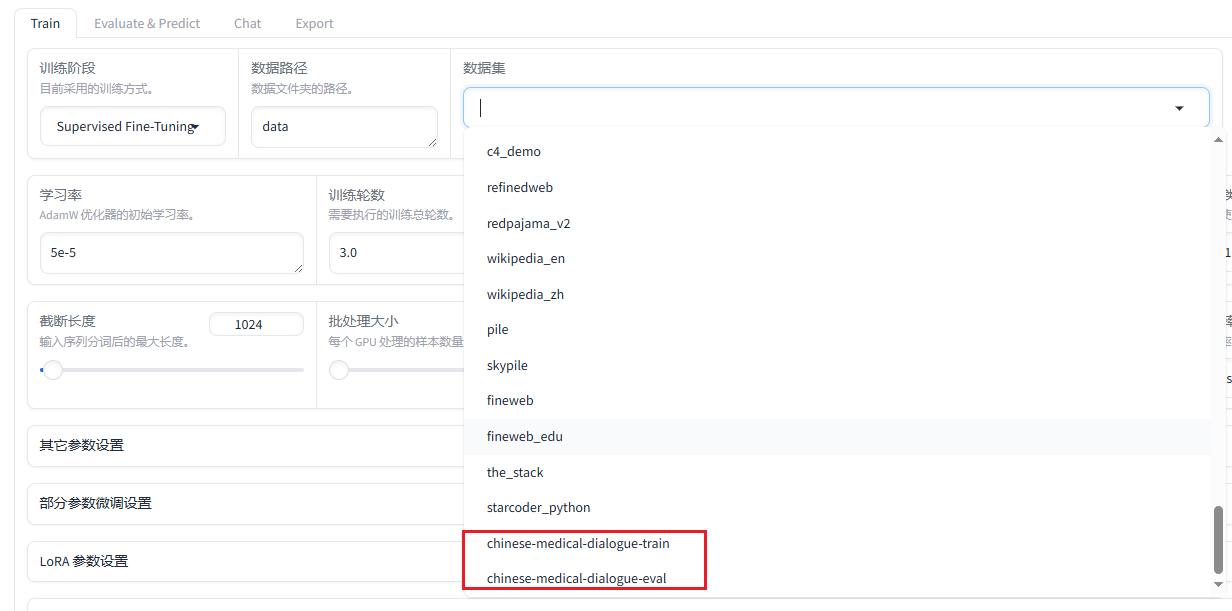 Train Evaluate & Predict Chat Export
训练阶段 数据路径 数据集
目前采用的训练方式。 数据文件夹的路径。
Supervised Fine-Tuning data
c4_demo
refinedweb
学习率 训练轮数
AdamW 优化器的初始学习率。 需要执行的训练总轮数。
redpajama_v2
5e-5 3.0
wikipedia_en
wikipedia_zh
截断长度 1024 批处理大小
输入序列分词后的最大长度。 每个 GPU 处理的样本数量
pile
skypile
fineweb
其它参数设置
fineweb_edu
the_stack
部分参数微调设置
starcoder_python
chinese-medical-dialogue-train
LoRA 参数设置
chinese-medical-dialogue-eval